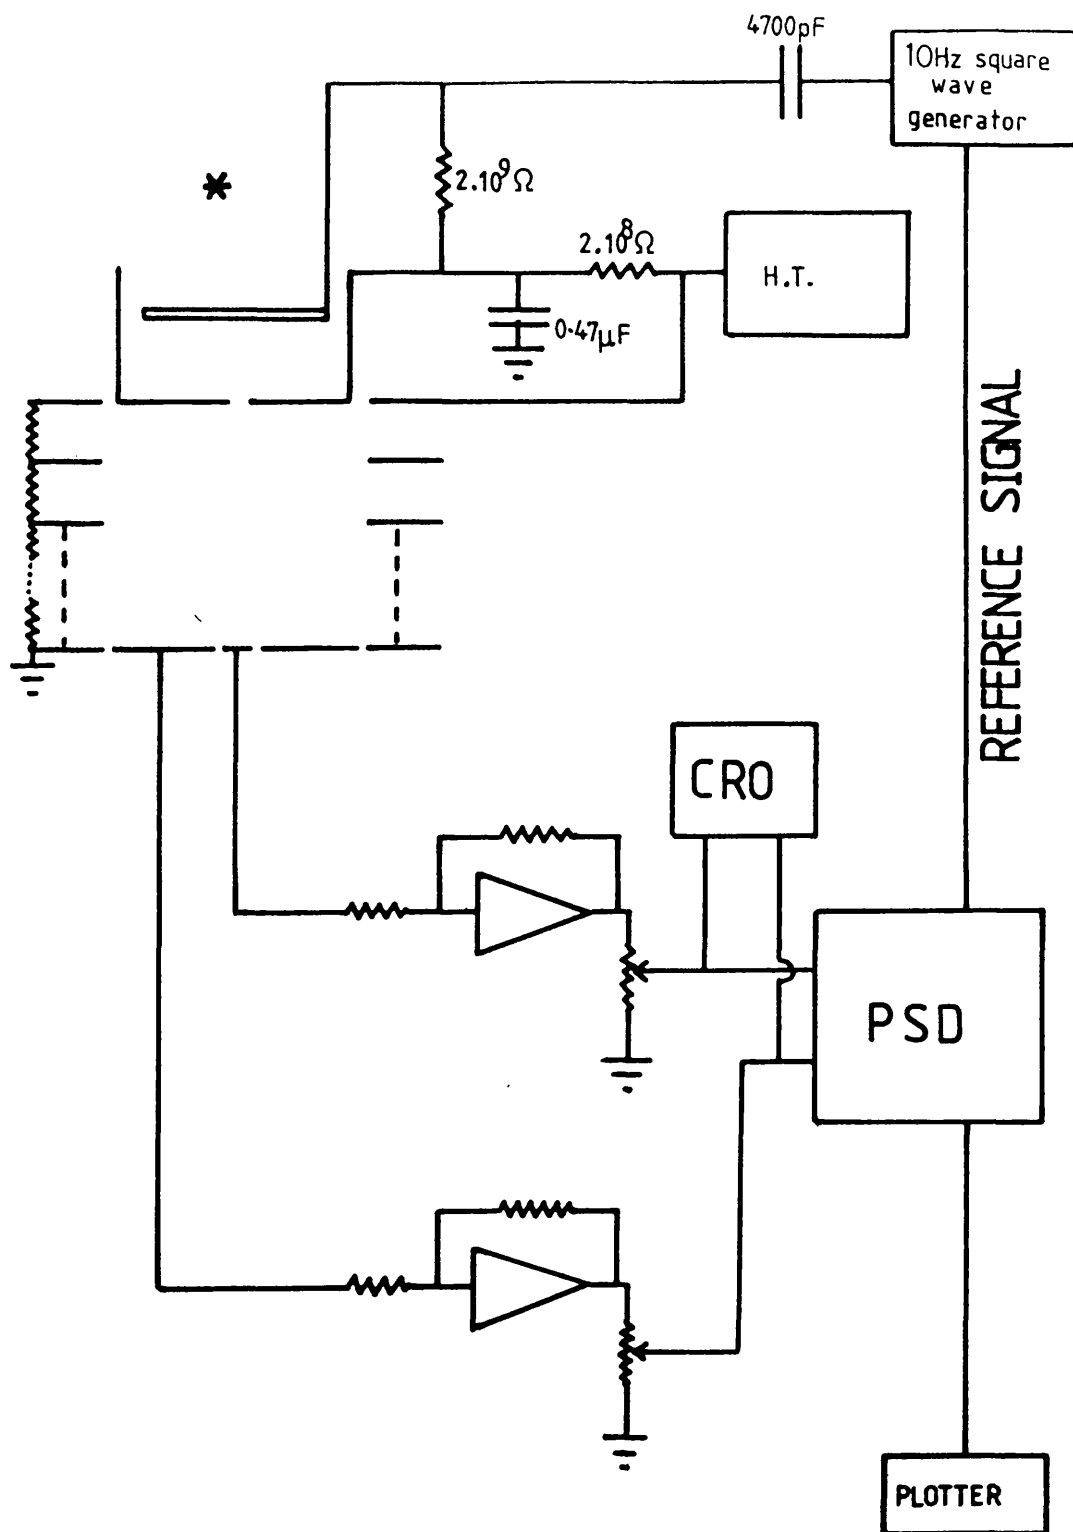 4700pF
10Hz square
wave
generator
*
2.10⁹Ω
2.10⁸Ω
H.T.
0.47µF
REFERENCE SIGNAL
CRO
PSD
PLOTTER